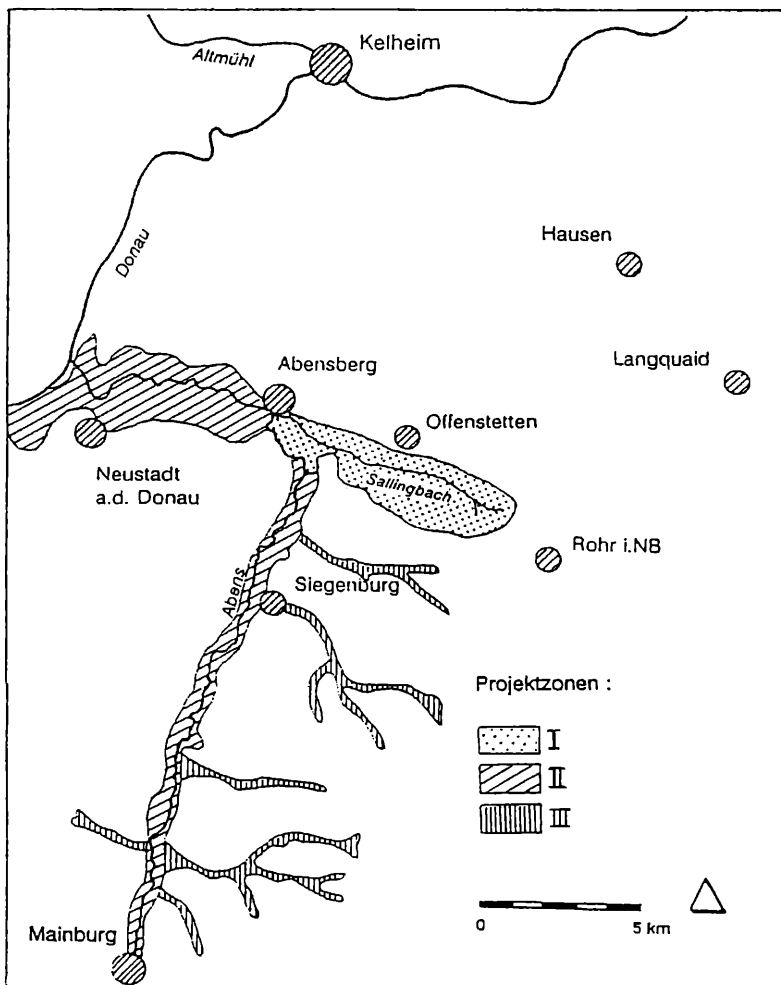 Kelheim
Altmühl
Donau
Hausen
Langquaid
Abensberg
Offenstetten
Neustadt
a.d. Donau
Sallingbach
Rohr i.NB
Abens
Siegenburg
Projektzonen :
I
II
III
0 5 km
Mainburg